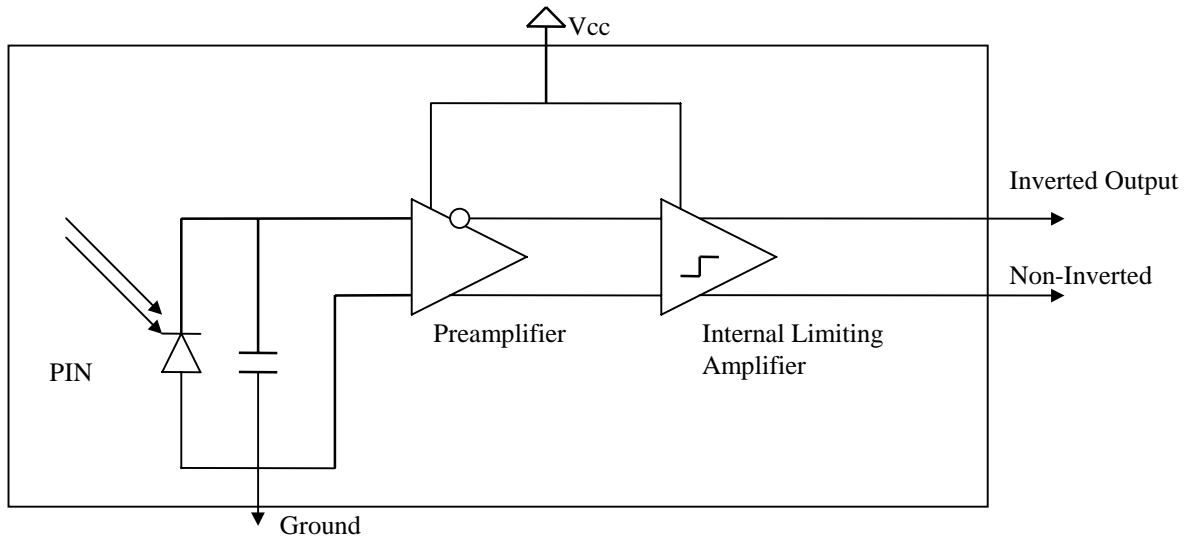 Vcc
Inverted Output
Non-Inverted
Preamplifier
Internal Limiting
Amplifier
PIN
Ground